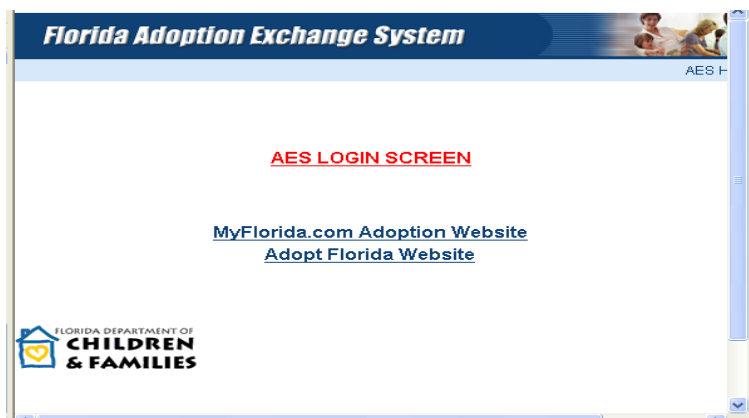 Florida Adoption Exchange System
AES H
AES LOGIN SCREEN
MyFlorida.com Adoption Website
Adopt Florida Website
FLORIDA DEPARTMENT OF
CHILDREN
& FAMILIES